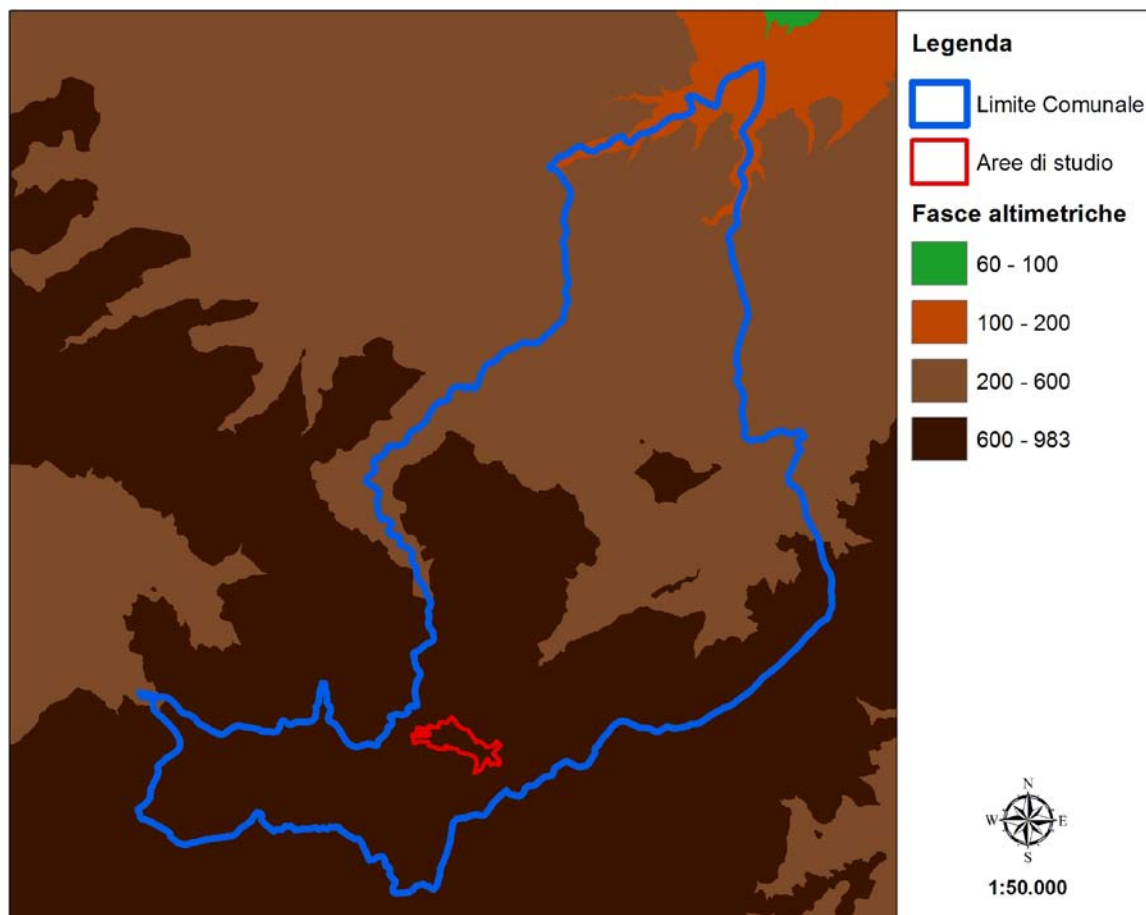 Legenda
Limite Comunale
Aree di studio
Fasce altimetriche
60 - 100
100 - 200
200 - 600
600 - 983
N
W E
S
1:50.000